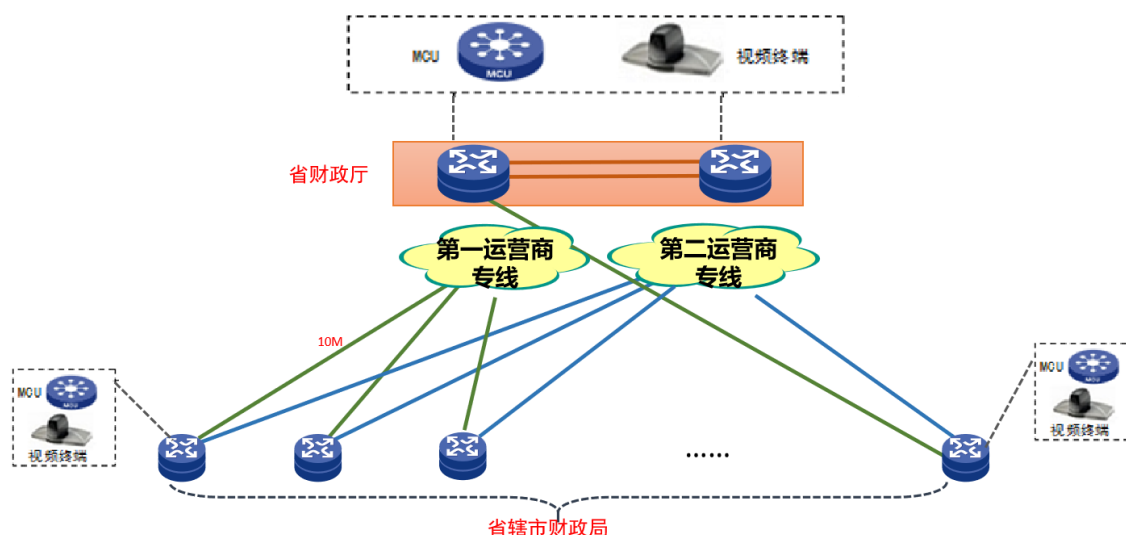 MCU
MCU
视频终端
省财政厅
第一运营商
专线
第二运营商
专线
10M
MCU
MCU
视频终端
MCU
MCU
视频终端
……
省辖市财政局